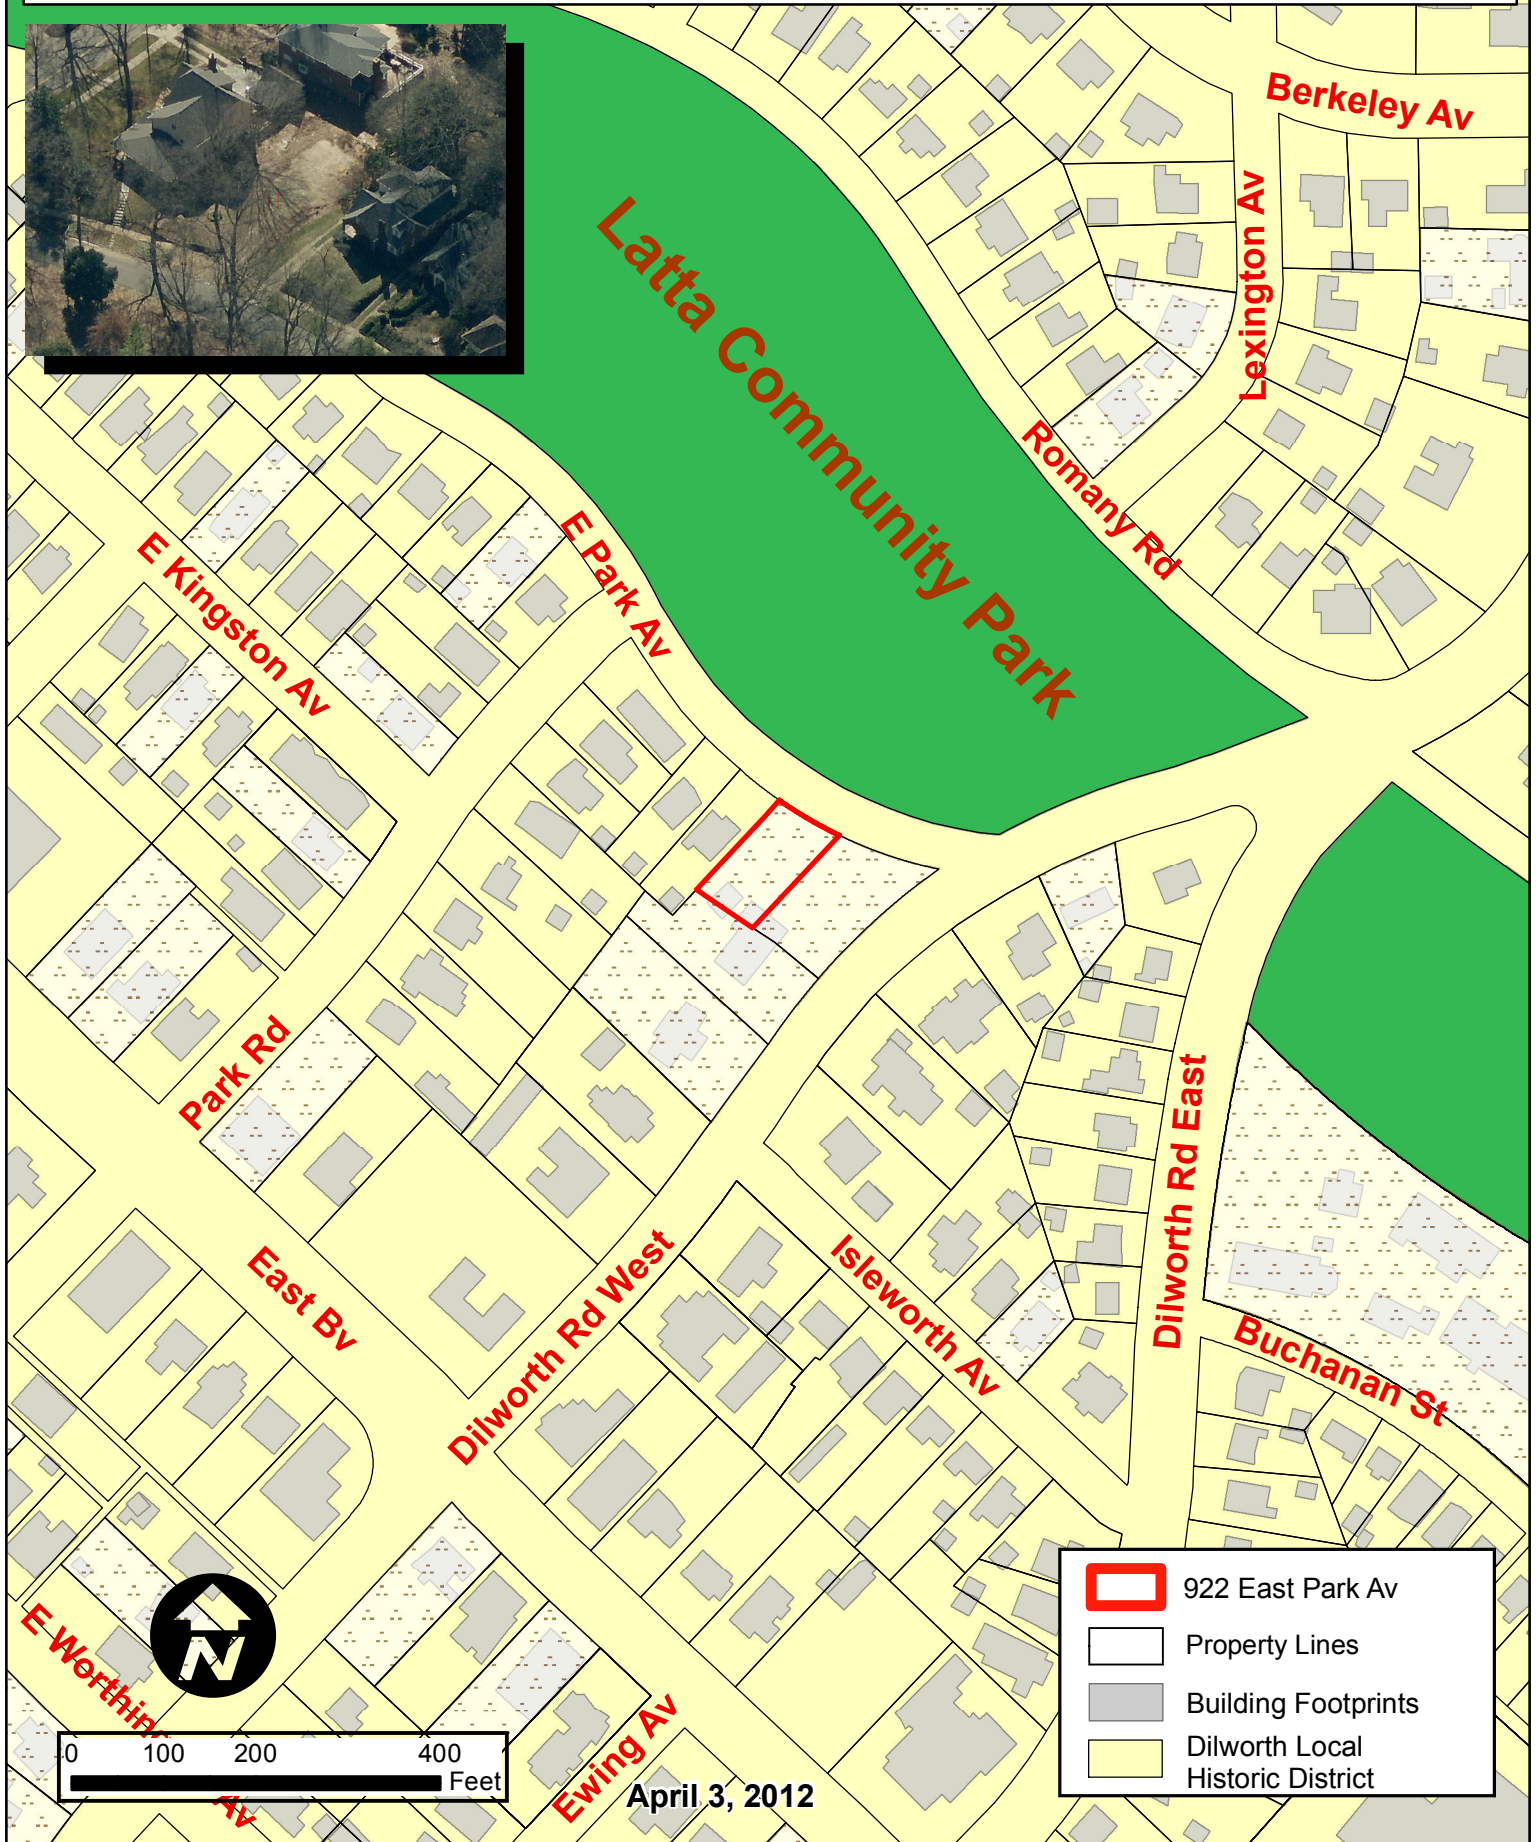 Berkeley Av
Lexington Av
Latta Community Park
Romany Rd
E Park Av
E Kingston Av
Park Rd
Dilworth Rd East
East Bv
Dilworth Rd West
Isleworth Av
Buchanan St
E Worthing
Av
Ewing Av
N
0 100 200 400
Feet
April 3, 2012
922 East Park Av
Property Lines
Building Footprints
Dilworth Local
Historic District